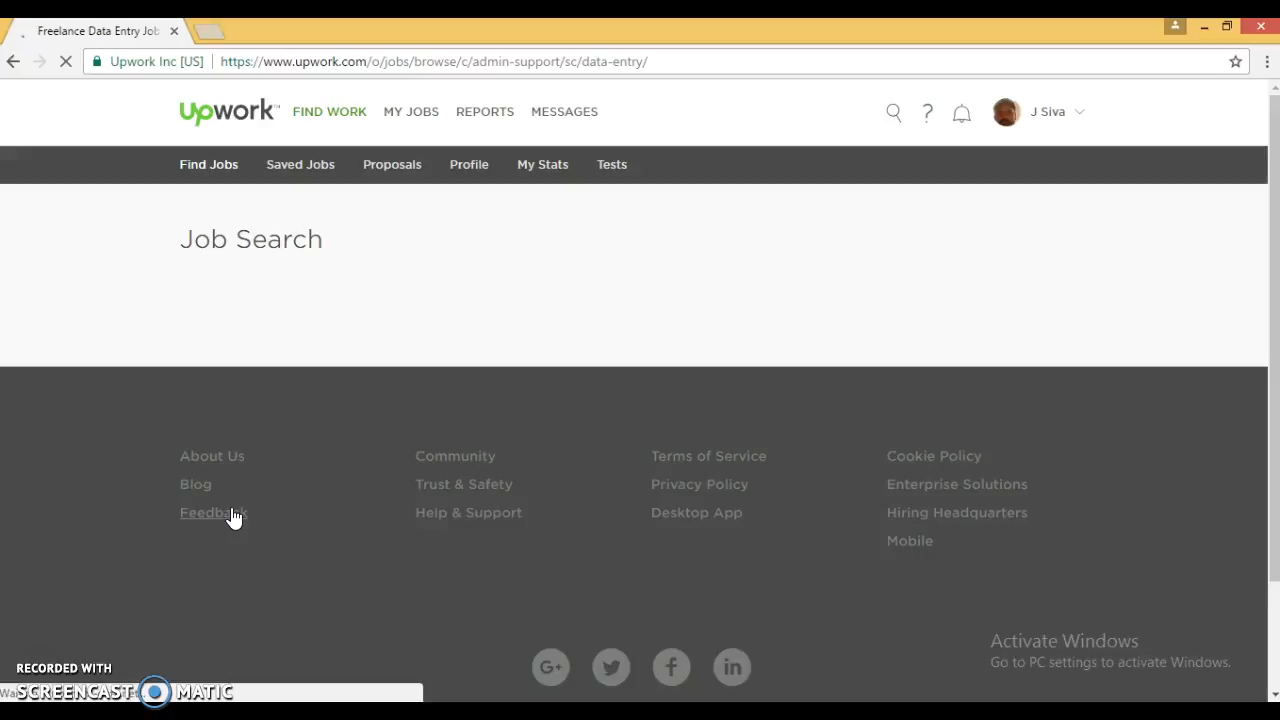 Freelance Data Entry Job
Upwork Inc [US] https://www.upwork.com/o/jobs/browse/c/admin-support/sc/data-entry/
upwork™ FIND WORK MY JOBS REPORTS MESSAGES ? J Siva
Find Jobs Saved Jobs Proposals Profile My Stats Tests
Job Search
About Us Community Terms of Service Cookie Policy
Blog Trust & Safety Privacy Policy Enterprise Solutions
Feedback Help & Support Desktop App Hiring Headquarters
Mobile
Activate Windows
Go to PC settings to activate Windows.
G+ f in
RECORDED WITH
SCREENCAST MATIC